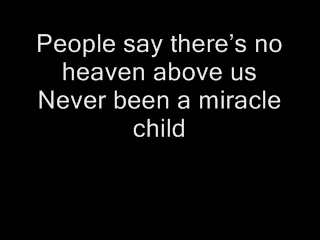 People say there’s no
heaven above us
Never been a miracle
child